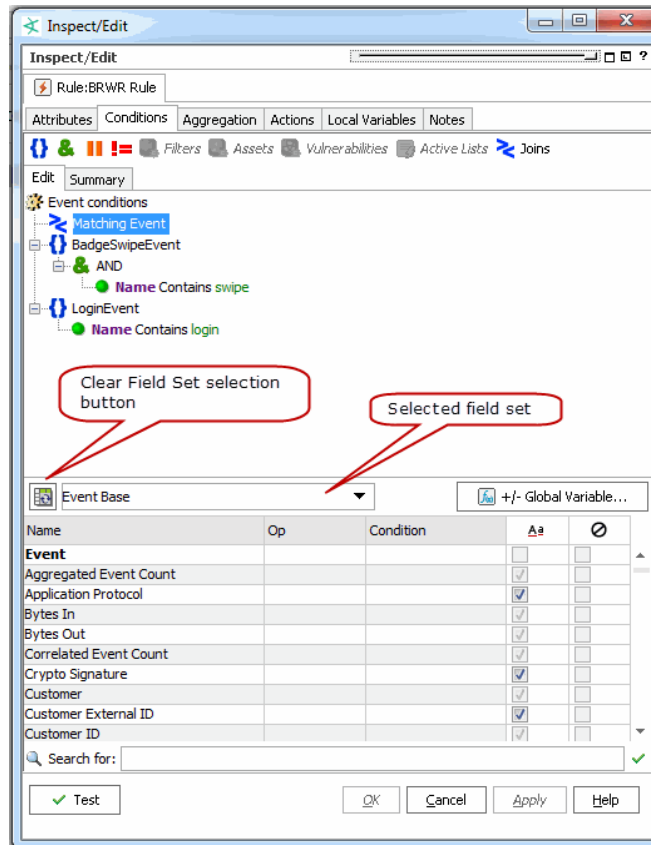 Inspect/Edit
Inspect/Edit
?
Rule:BRWR Rule
Attributes Conditions Aggregation Actions Local Variables Notes
{} & != Filters Assets Vulnerabilities Active Lists Joins
Edit Summary
Event conditions
Matching Event
{} BadgeSwipeEvent
& AND
Name Contains swipe
{} LoginEvent
Name Contains login
Clear Field Set selection
button
Selected field set
Event Base +/- Global Variable...
Name Op Condition Aa
Event
Aggregated Event Count
Application Protocol
Bytes In
Bytes Out
Correlated Event Count
Crypto Signature
Customer
Customer External ID
Customer ID
Search for:
Test OK Cancel Apply Help